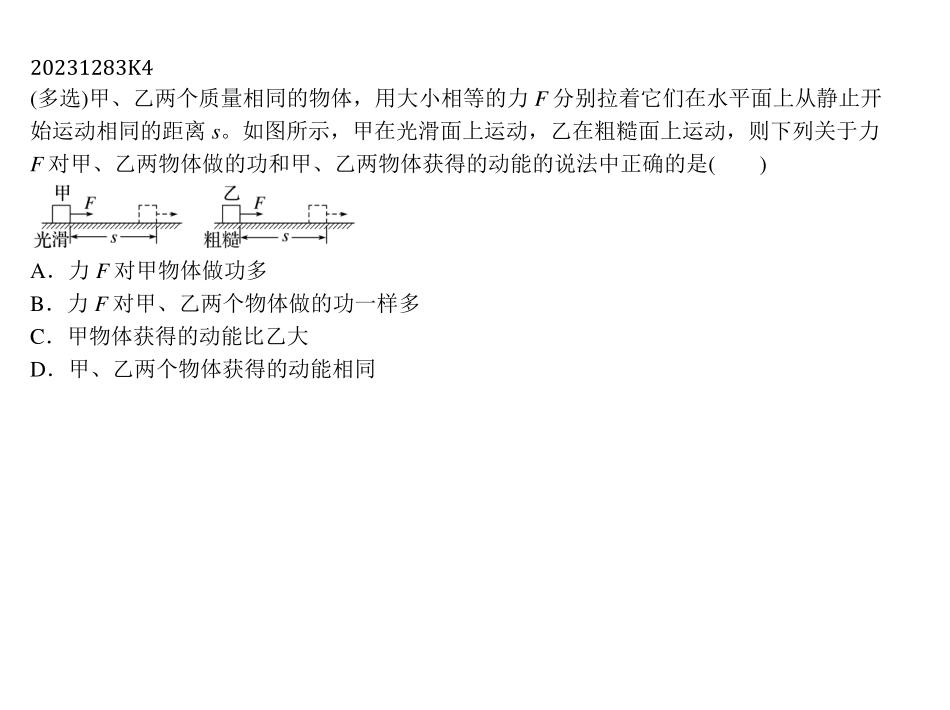 20231283K4
(多选)甲、乙两个质量相同的物体，用大小相等的力 F 分别拉着它们在水平面上从静止开
始运动相同的距离 s。如图所示，甲在光滑面上运动，乙在粗糙面上运动，则下列关于力
F 对甲、乙两物体做的功和甲、乙两物体获得的动能的说法中正确的是(　　)
甲 F 乙 F
光滑 s 粗糙 s
A．力 F 对甲物体做功多
B．力 F 对甲、乙两个物体做的功一样多
C．甲物体获得的动能比乙大
D．甲、乙两个物体获得的动能相同